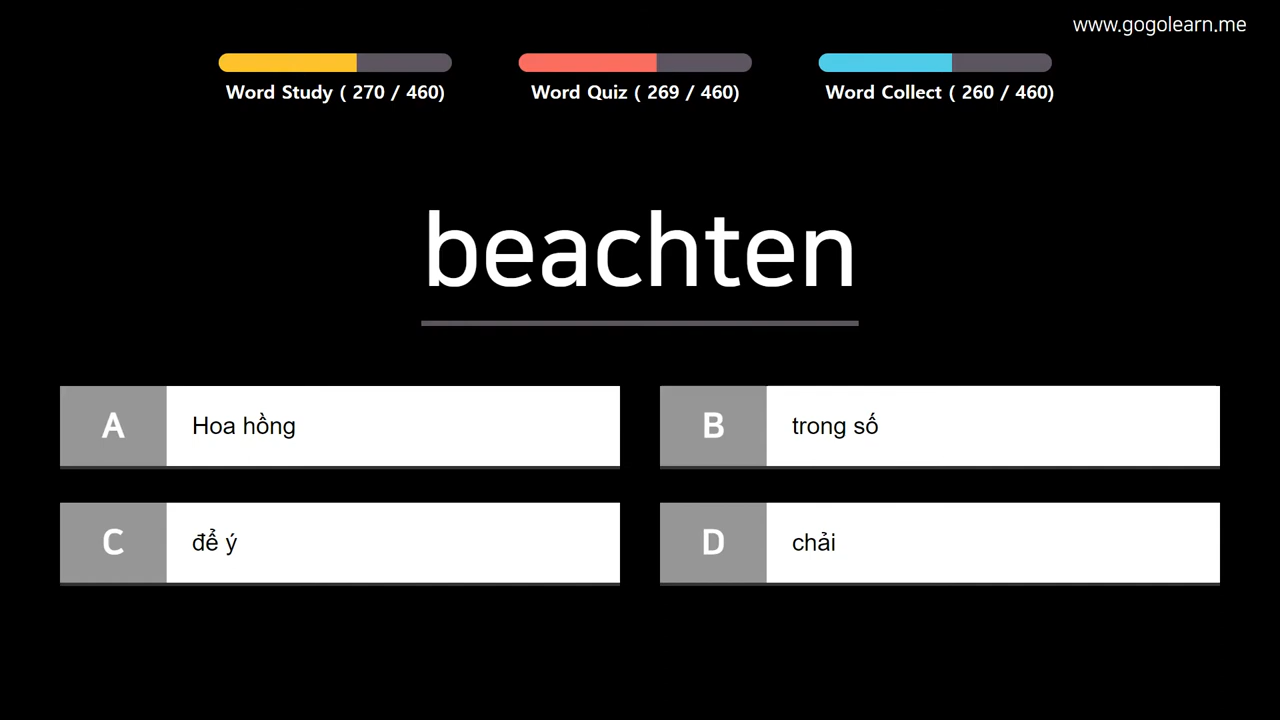 www.gogolearn.me
Word Study ( 270 / 460)
Word Quiz ( 269 / 460)
Word Collect ( 260 / 460)
beachten
A Hoa hồng
B trong số
C để ý
D chải